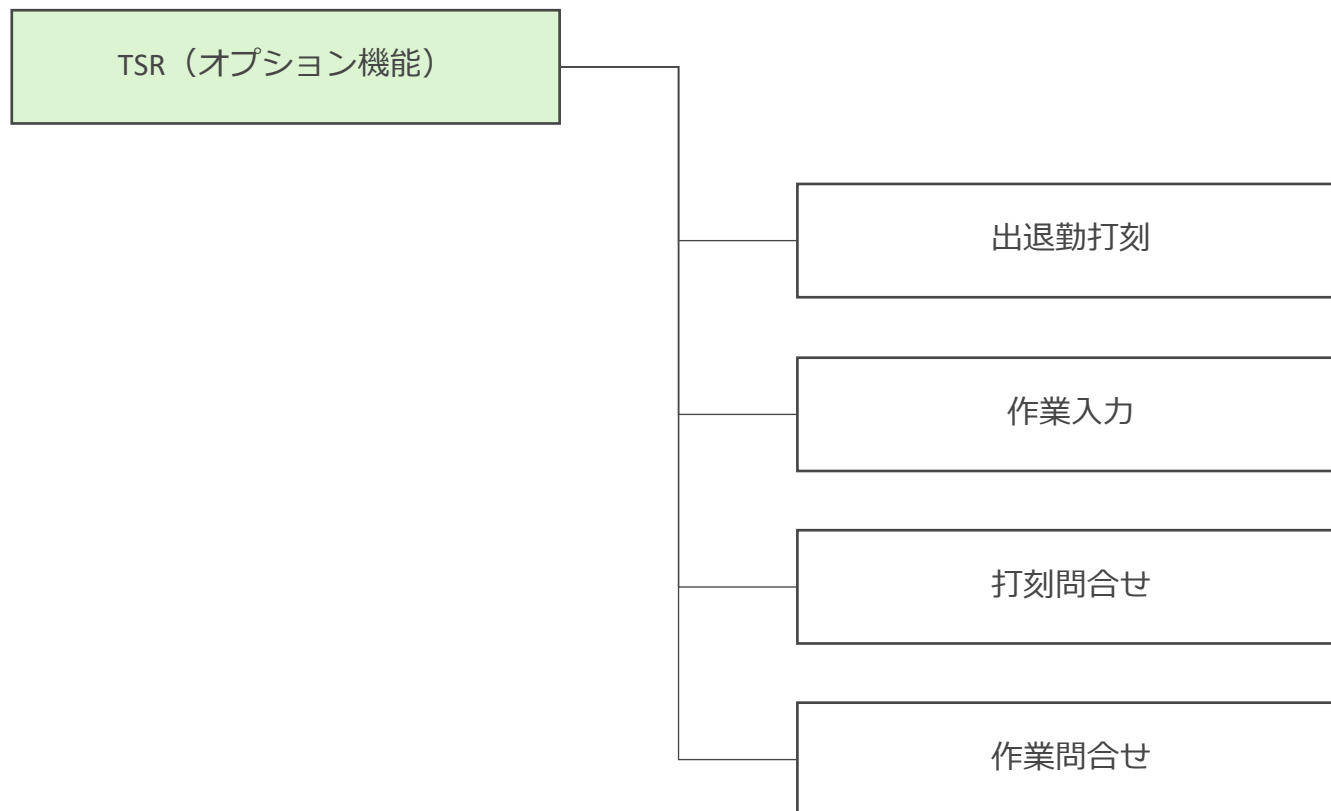 TSR（オプション機能）
出退勤打刻
作業入力
打刻問合せ
作業問合せ